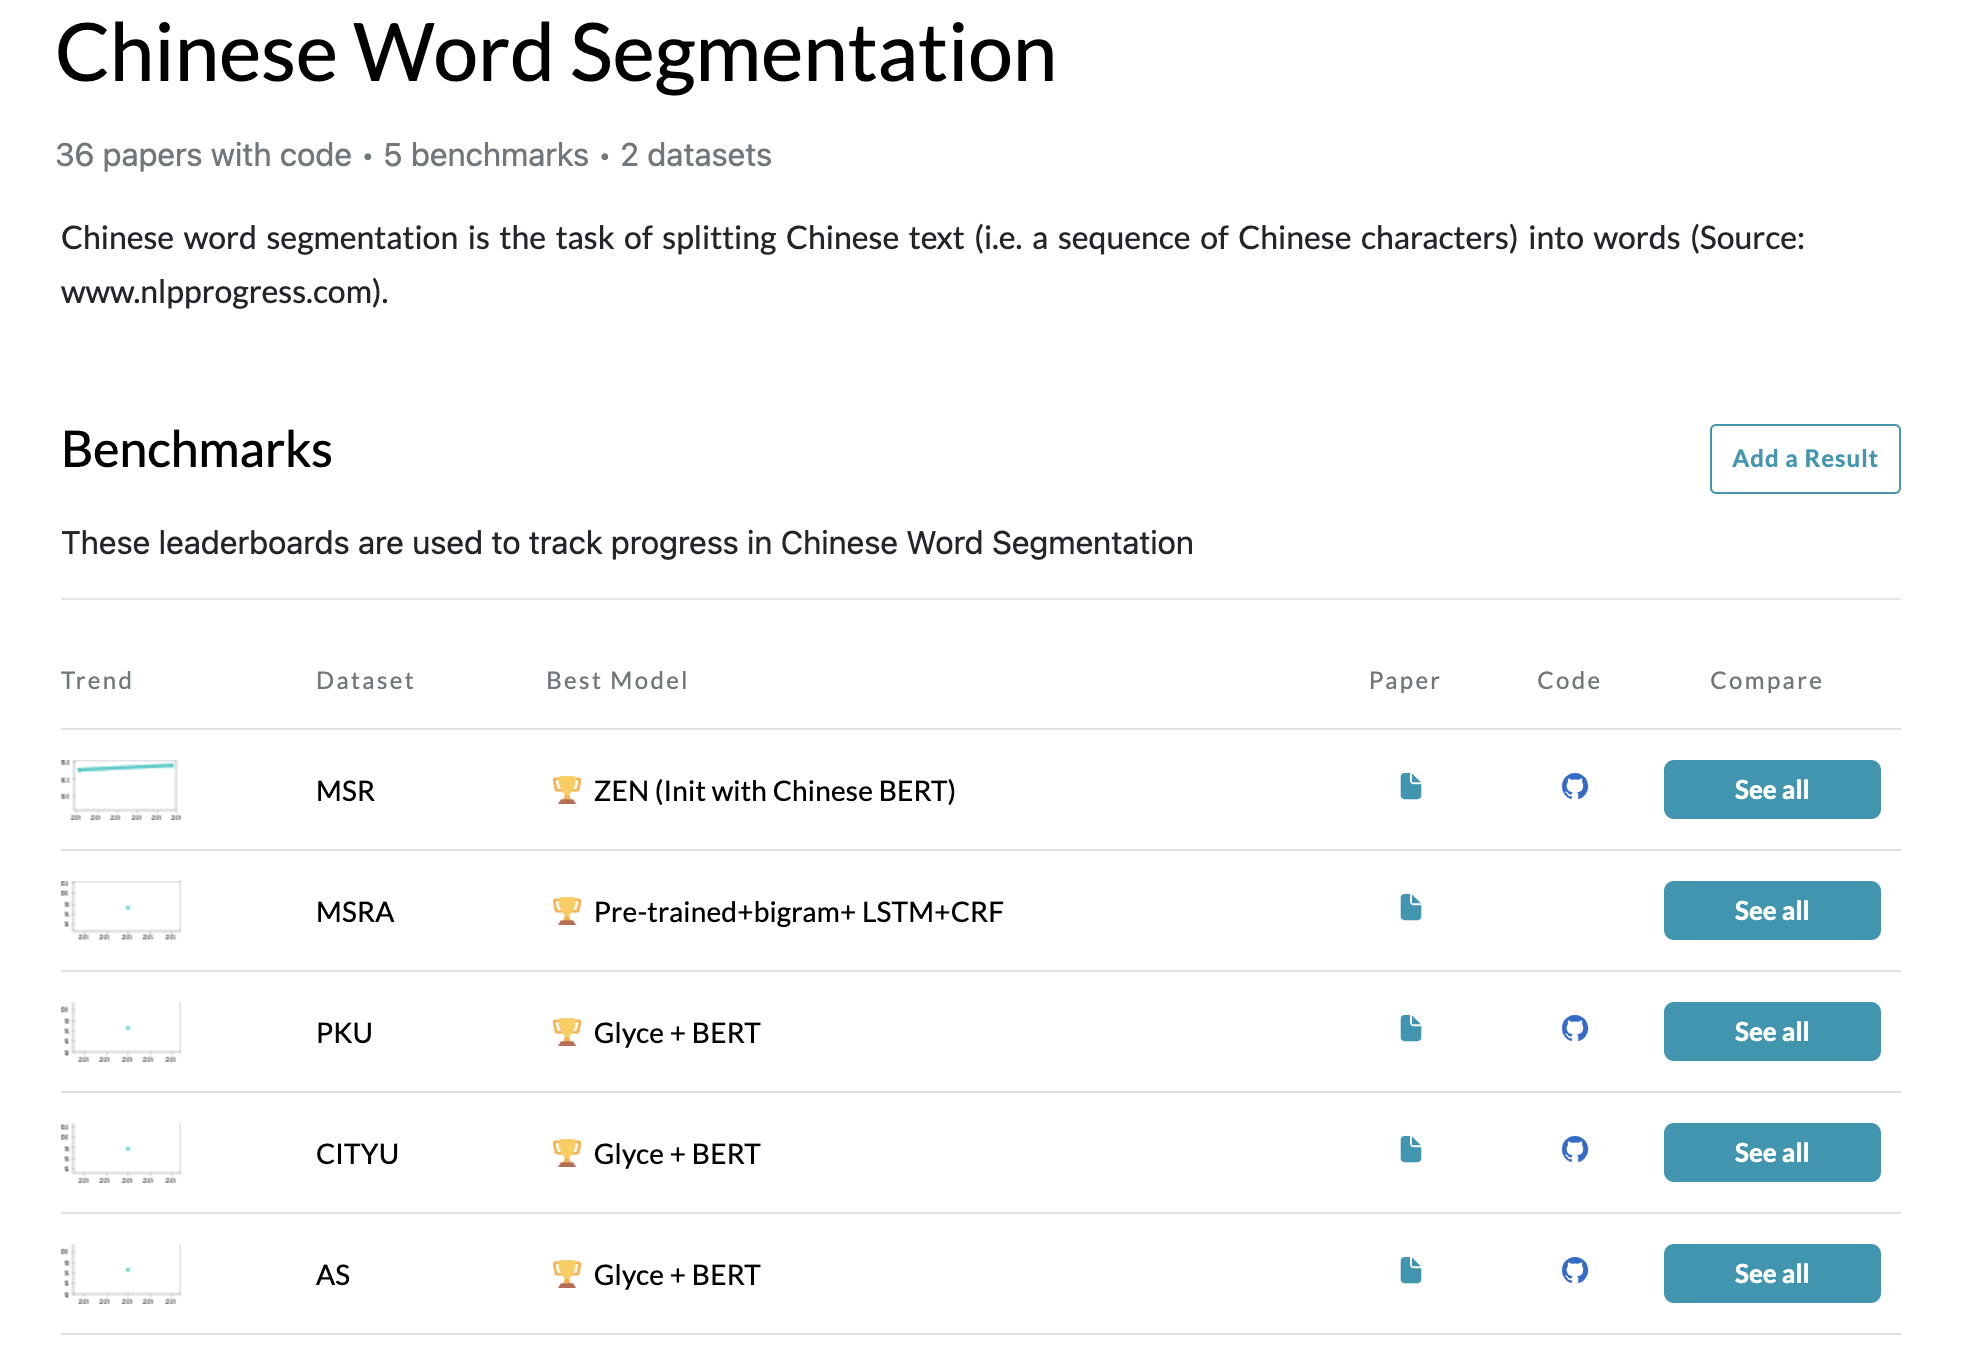 Chinese Word Segmentation
36 papers with code • 5 benchmarks • 2 datasets
Chinese word segmentation is the task of splitting Chinese text (i.e. a sequence of Chinese characters) into words (Source:
www.nlpprogress.com).
Benchmarks
Add a Result
These leaderboards are used to track progress in Chinese Word Segmentation
Trend Dataset Best Model Paper Code Compare
MSR ZEN (Init with Chinese BERT) See all
MSRA Pre-trained+bigram+ LSTM+CRF See all
PKU Glyce + BERT See all
CITYU Glyce + BERT See all
AS Glyce + BERT See all